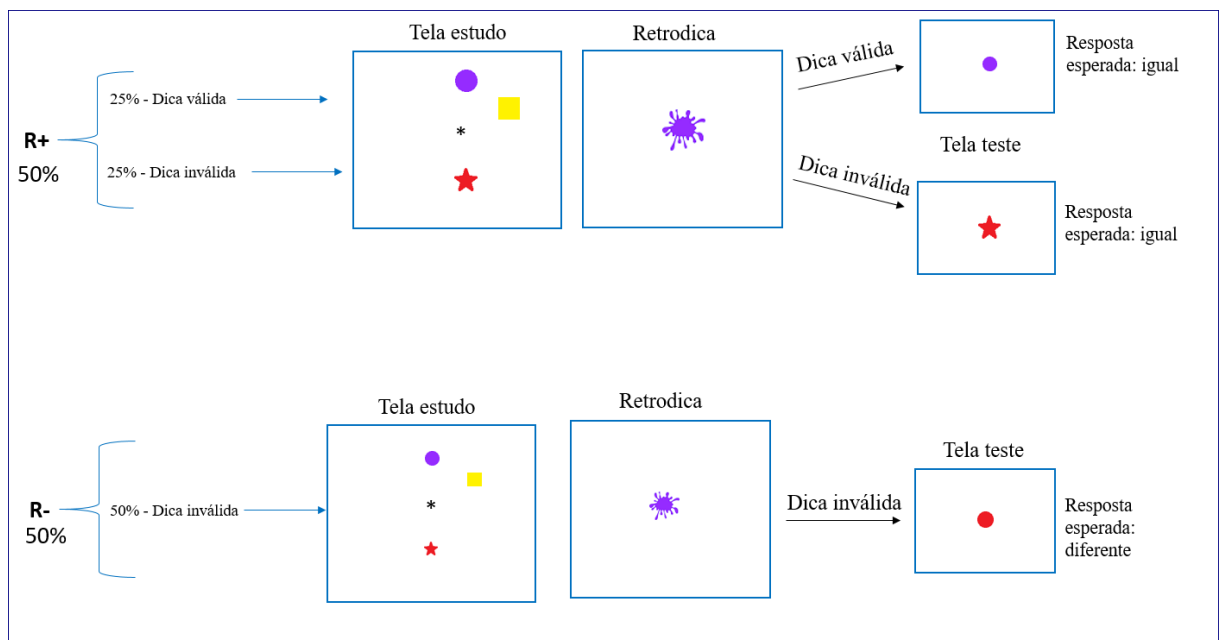 Tela estudo
Retrodica
Dica válida
Resposta
esperada: igual
25% - Dica válida
*
R+
50%
25% - Dica inválida
Dica inválida
Tela teste
Resposta
esperada: igual
Tela estudo
Retrodica
Tela teste
R-
50%
50% - Dica inválida
*
Dica inválida
Resposta
esperada:
diferente